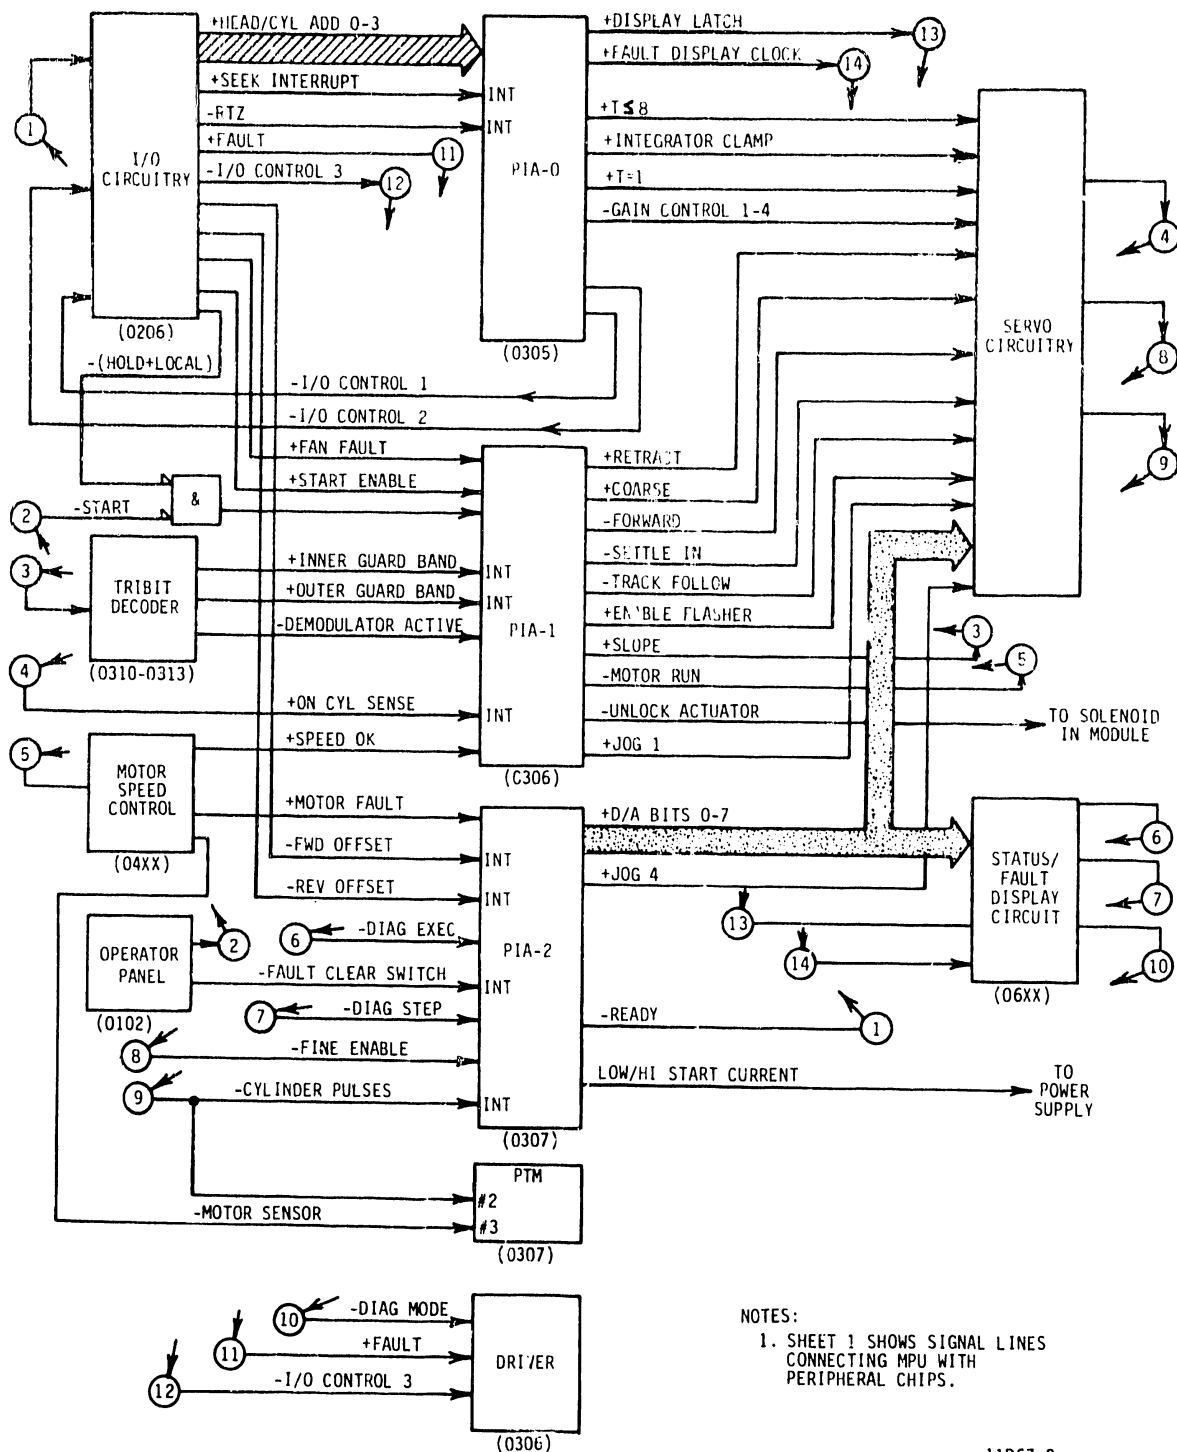 +HEAD/CYL ADD 0-3
+SEEK INTERRUPT
-RTZ
+FAULT
-I/O CONTROL 3
1
11
12
I/O
CIRCUITRY
(0206)
-(HOLD+LOCAL)
INT
INT
PIA-0
(0305)
+DISPLAY LATCH
13
+FAULT DISPLAY CLOCK
14
+T≤8
+INTEGRATOR CLAMP
+T=1
-GAIN CONTROL 1-4
SERVO
CIRCUITRY
4
8
9
-I/O CONTROL 1
-I/O CONTROL 2
+FAN FAULT
+START ENABLE
&
2
-START
3
TRIBIT
DECODER
(0310-0313)
+INNER GUARD BAND
+OUTER GUARD BAND
-DEMODULATOR ACTIVE
4
+ON CYL SENSE
+SPEED OK
INT
INT
PIA-1
INT
(C306)
+RETRACT
+COARSE
-FORWARD
-SETTLE IN
-TRACK FOLLOW
+ENABLE FLASHER
+SLOPE
3
-MOTOR RUN
5
-UNLOCK ACTUATOR
TO SOLENOID
IN MODULE
+JOG 1
5
MOTOR
SPEED
CONTROL
(04XX)
+MOTOR FAULT
-FWD OFFSET
-REV OFFSET
6
-DIAG EXEC
OPERATOR
PANEL
(0102)
2
-FAULT CLEAR SWITCH
7
-DIAG STEP
8
-FINE ENABLE
9
-CYLINDER PULSES
INT
INT
PIA-2
INT
INT
(0307)
+D/A BITS 0-7
+JOG 4
13
14
STATUS/
FAULT
DISPLAY
CIRCUIT
(06XX)
6
7
10
-READY
1
LOW/HI START CURRENT
TO
POWER
SUPPLY
PTM
#2
#3
-MOTOR SENSOR
(0307)
10
-DIAG MODE
11
+FAULT
12
-I/O CONTROL 3
DRIVER
(0306)
NOTES:
1. SHEET 1 SHOWS SIGNAL LINES
CONNECTING MPU WITH
PERIPHERAL CHIPS.